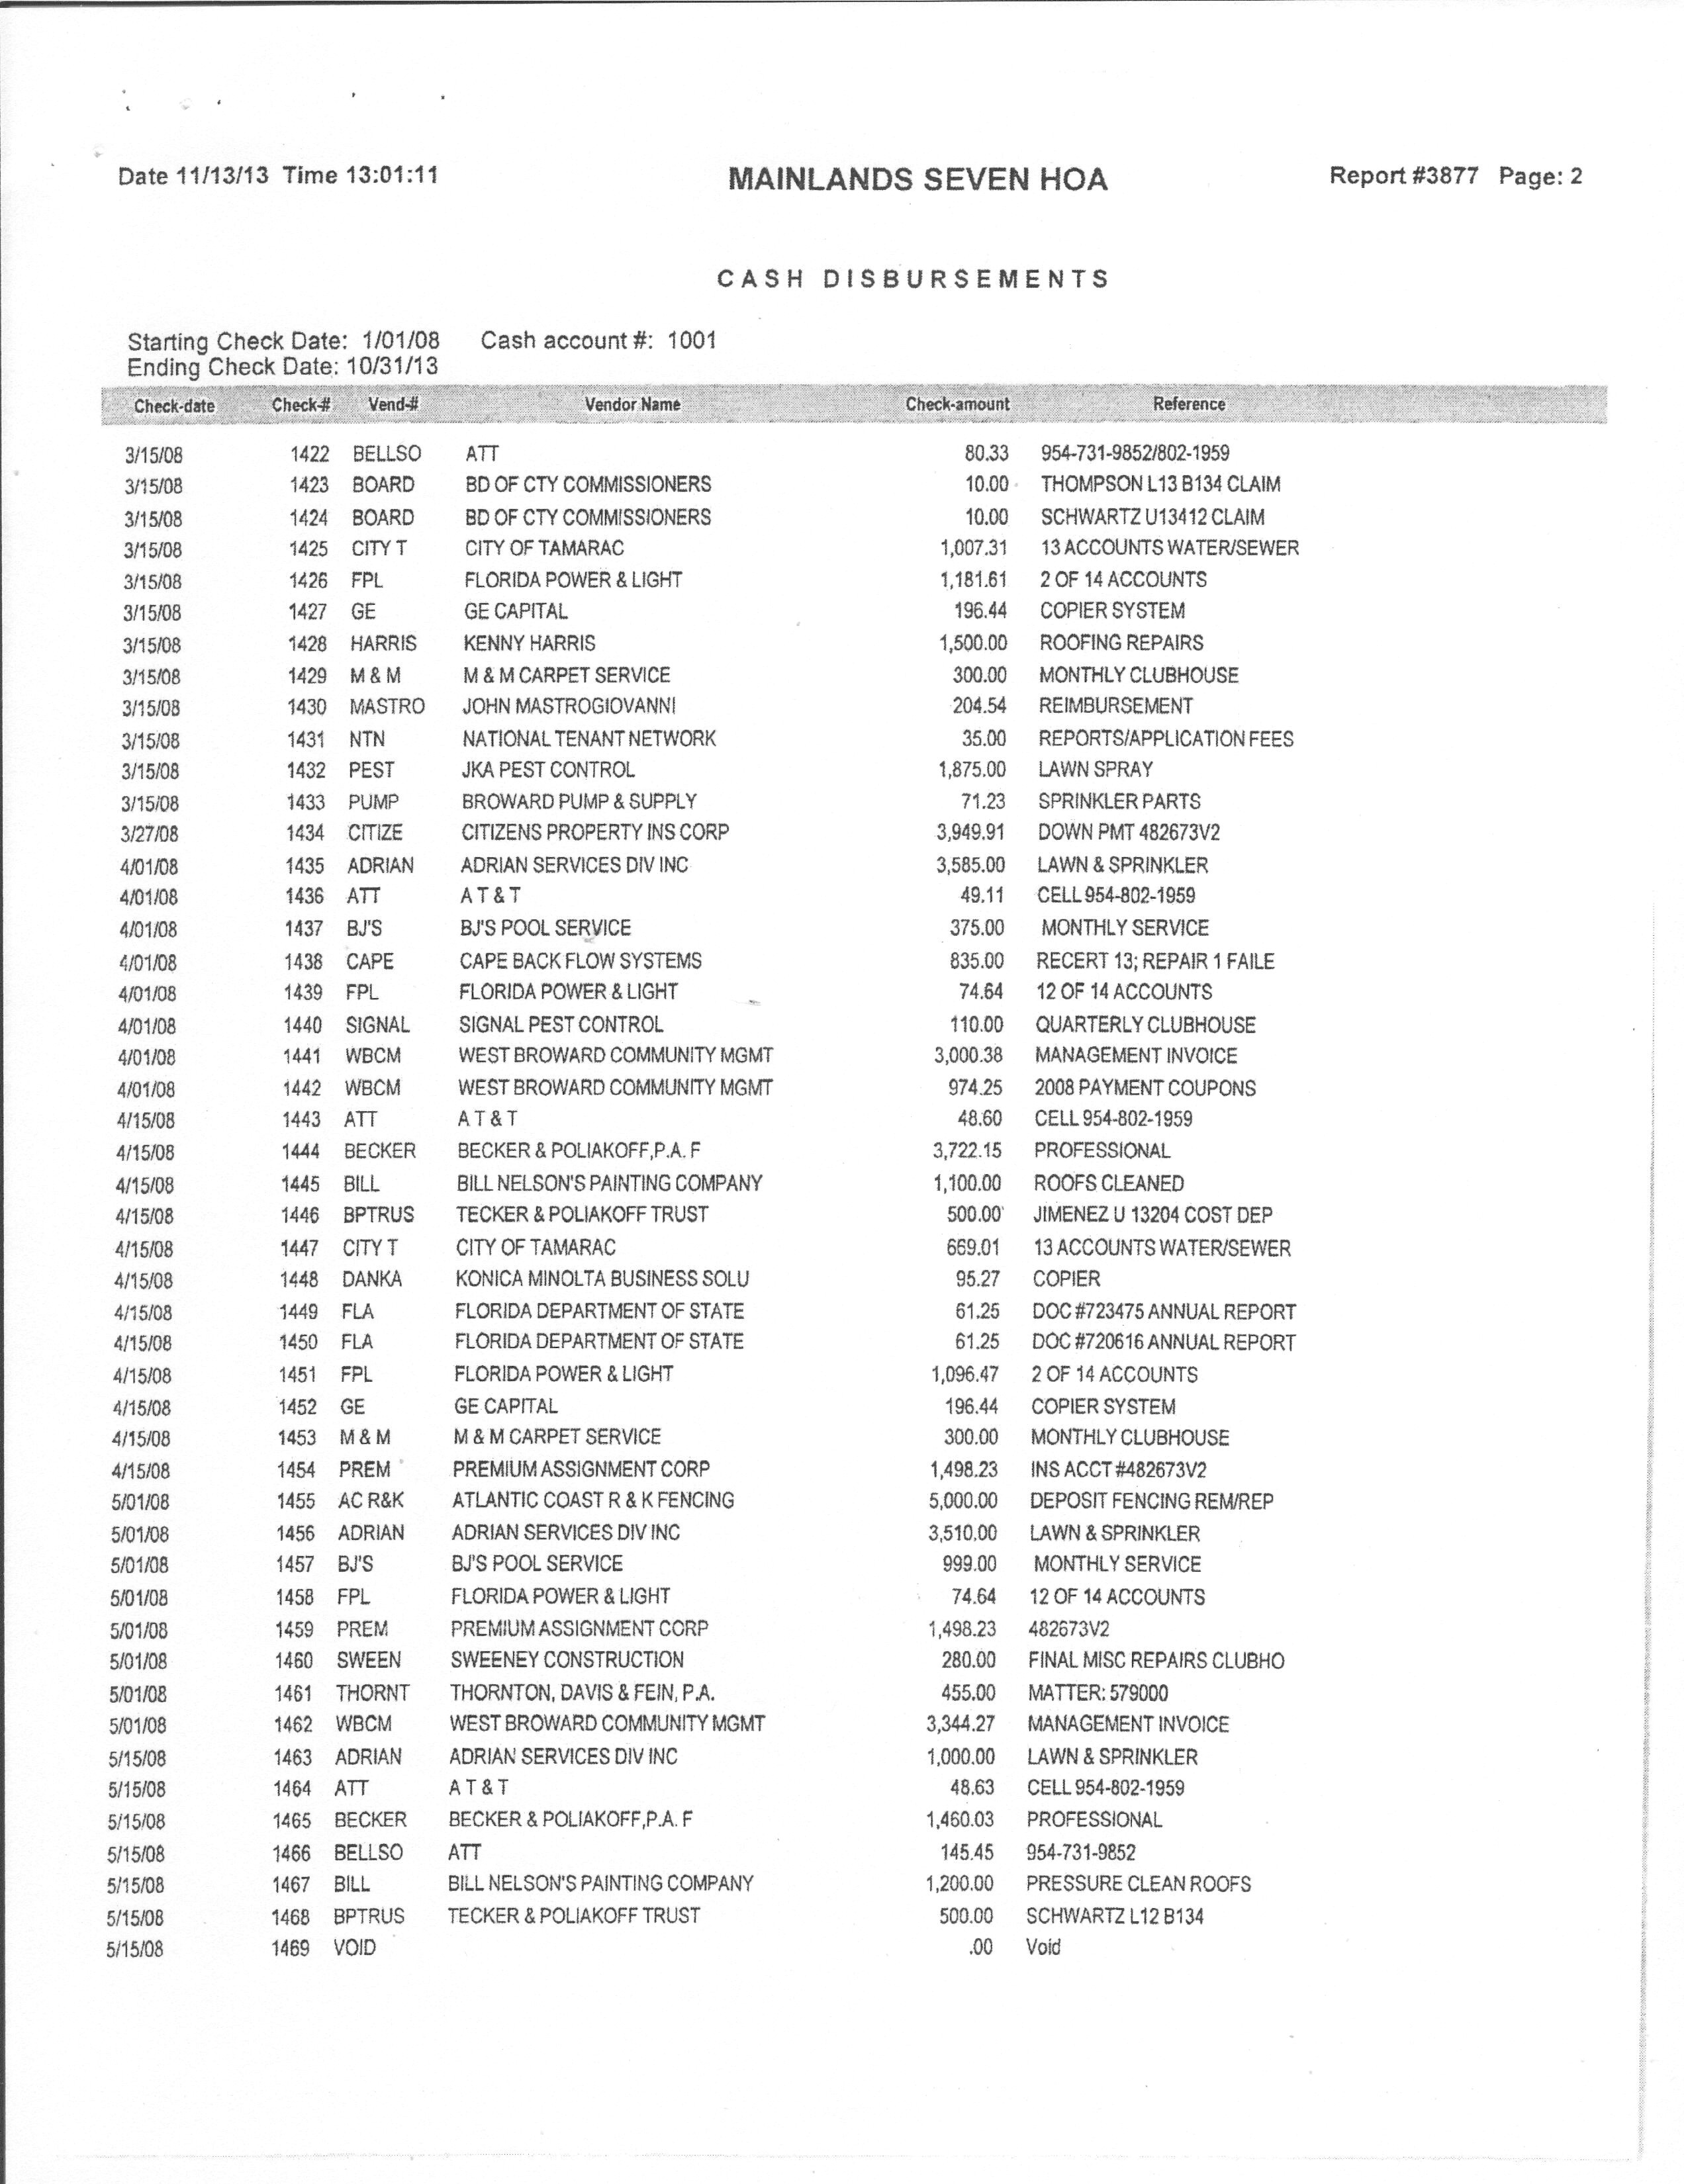 Date 11/13/13 Time 13:01:11 MAINLANDS SEVEN HOA Report #3877 Page: 2
CASH DISBURSEMENTS
Starting Check Date: 1/01/08 Cash account #: 1001
Ending Check Date: 10/31/13
Check-date Check-# Vend-# Vendor Name Check-amount Reference
3/15/08 1422 BELLSO ATT 80.33 954-731-9852/802-1959
3/15/08 1423 BOARD BD OF CTY COMMISSIONERS 10.00 THOMPSON L13 B134 CLAIM
3/15/08 1424 BOARD BD OF CTY COMMISSIONERS 10.00 SCHWARTZ U13412 CLAIM
3/15/08 1425 CITY T CITY OF TAMARAC 1,007.31 13 ACCOUNTS WATER/SEWER
3/15/08 1426 FPL FLORIDA POWER & LIGHT 1,181.61 2 OF 14 ACCOUNTS
3/15/08 1427 GE GE CAPITAL 196.44 COPIER SYSTEM
3/15/08 1428 HARRIS KENNY HARRIS 1,500.00 ROOFING REPAIRS
3/15/08 1429 M & M M & M CARPET SERVICE 300.00 MONTHLY CLUBHOUSE
3/15/08 1430 MASTRO JOHN MASTROGIOVANNI 204.54 REIMBURSEMENT
3/15/08 1431 NTN NATIONAL TENANT NETWORK 35.00 REPORTS/APPLICATION FEES
3/15/08 1432 PEST JKA PEST CONTROL 1,875.00 LAWN SPRAY
3/15/08 1433 PUMP BROWARD PUMP & SUPPLY 71.23 SPRINKLER PARTS
3/27/08 1434 CITIZE CITIZENS PROPERTY INS CORP 3,949.91 DOWN PMT 482673V2
4/01/08 1435 ADRIAN ADRIAN SERVICES DIV INC 3,585.00 LAWN & SPRINKLER
4/01/08 1436 ATT A T & T 49.11 CELL 954-802-1959
4/01/08 1437 BJ'S BJ'S POOL SERVICE 375.00 MONTHLY SERVICE
4/01/08 1438 CAPE CAPE BACK FLOW SYSTEMS 835.00 RECERT 13; REPAIR 1 FAILE
4/01/08 1439 FPL FLORIDA POWER & LIGHT 74.64 12 OF 14 ACCOUNTS
4/01/08 1440 SIGNAL SIGNAL PEST CONTROL 110.00 QUARTERLY CLUBHOUSE
4/01/08 1441 WBCM WEST BROWARD COMMUNITY MGMT 3,000.38 MANAGEMENT INVOICE
4/01/08 1442 WBCM WEST BROWARD COMMUNITY MGMT 974.25 2008 PAYMENT COUPONS
4/15/08 1443 ATT A T & T 48.60 CELL 954-802-1959
4/15/08 1444 BECKER BECKER & POLIAKOFF,P.A. F 3,722.15 PROFESSIONAL
4/15/08 1445 BILL BILL NELSON'S PAINTING COMPANY 1,100.00 ROOFS CLEANED
4/15/08 1446 BPTRUS TECKER & POLIAKOFF TRUST 500.00 JIMENEZ U 13204 COST DEP
4/15/08 1447 CITY T CITY OF TAMARAC 669.01 13 ACCOUNTS WATER/SEWER
4/15/08 1448 DANKA KONICA MINOLTA BUSINESS SOLU 95.27 COPIER
4/15/08 1449 FLA FLORIDA DEPARTMENT OF STATE 61.25 DOC #723475 ANNUAL REPORT
4/15/08 1450 FLA FLORIDA DEPARTMENT OF STATE 61.25 DOC #720616 ANNUAL REPORT
4/15/08 1451 FPL FLORIDA POWER & LIGHT 1,096.47 2 OF 14 ACCOUNTS
4/15/08 1452 GE GE CAPITAL 196.44 COPIER SYSTEM
4/15/08 1453 M & M M & M CARPET SERVICE 300.00 MONTHLY CLUBHOUSE
4/15/08 1454 PREM PREMIUM ASSIGNMENT CORP 1,498.23 INS ACCT #482673V2
5/01/08 1455 AC R&K ATLANTIC COAST R & K FENCING 5,000.00 DEPOSIT FENCING REM/REP
5/01/08 1456 ADRIAN ADRIAN SERVICES DIV INC 3,510.00 LAWN & SPRINKLER
5/01/08 1457 BJ'S BJ'S POOL SERVICE 999.00 MONTHLY SERVICE
5/01/08 1458 FPL FLORIDA POWER & LIGHT 74.64 12 OF 14 ACCOUNTS
5/01/08 1459 PREM PREMIUM ASSIGNMENT CORP 1,498.23 482673V2
5/01/08 1460 SWEEN SWEENEY CONSTRUCTION 280.00 FINAL MISC REPAIRS CLUBHO
5/01/08 1461 THORNT THORNTON, DAVIS & FEIN, P.A. 455.00 MATTER: 579000
5/01/08 1462 WBCM WEST BROWARD COMMUNITY MGMT 3,344.27 MANAGEMENT INVOICE
5/15/08 1463 ADRIAN ADRIAN SERVICES DIV INC 1,000.00 LAWN & SPRINKLER
5/15/08 1464 ATT A T & T 48.63 CELL 954-802-1959
5/15/08 1465 BECKER BECKER & POLIAKOFF,P.A. F 1,460.03 PROFESSIONAL
5/15/08 1466 BELLSO ATT 145.45 954-731-9852
5/15/08 1467 BILL BILL NELSON'S PAINTING COMPANY 1,200.00 PRESSURE CLEAN ROOFS
5/15/08 1468 BPTRUS TECKER & POLIAKOFF TRUST 500.00 SCHWARTZ L12 B134
5/15/08 1469 VOID .00 Void